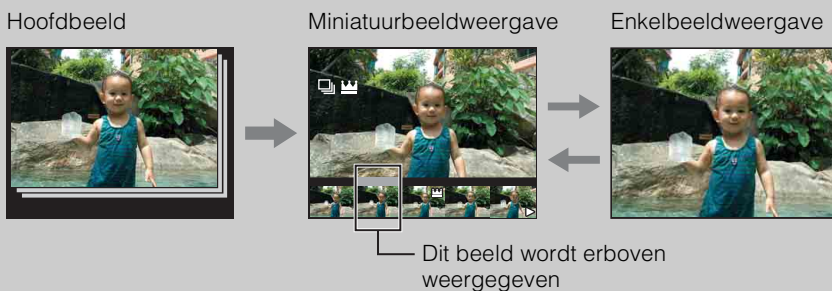 Hoofdbeeld
Miniatuurbeeldweergave
Enkelbeeldweergave
Dit beeld wordt erboven
weergegeven